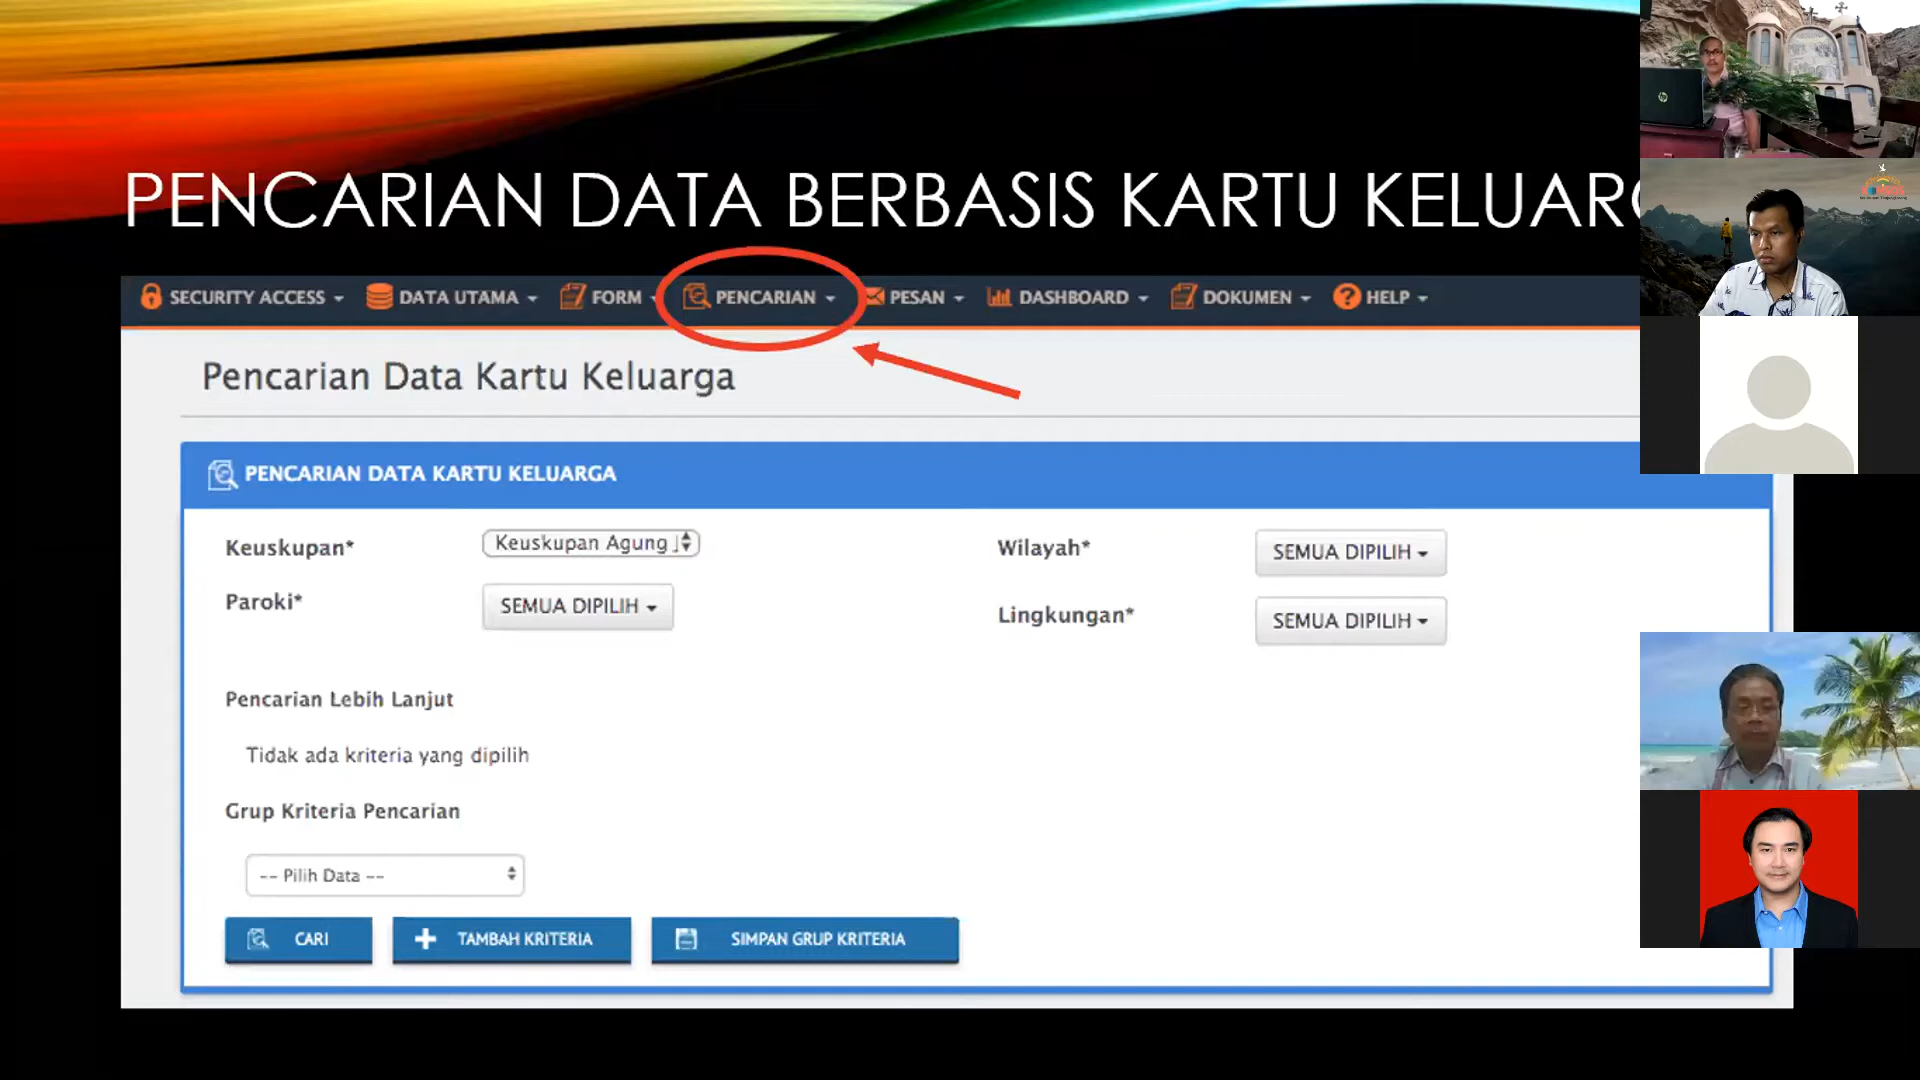 PENCARIAN DATA BERBASIS KARTU KELUARG
SECURITY ACCESS DATA UTAMA FORM PENCARIAN PESAN DASHBOARD DOKUMEN HELP
Pencarian Data Kartu Keluarga
PENCARIAN DATA KARTU KELUARGA
Keuskupan* Keuskupan Agung J Wilayah* SEMUA DIPILIH
Paroki* SEMUA DIPILIH Lingkungan* SEMUA DIPILIH
Pencarian Lebih Lanjut
Tidak ada kriteria yang dipilih
Grup Kriteria Pencarian
-- Pilih Data --
CARI TAMBAH KRITERIA SIMPAN GRUP KRITERIA